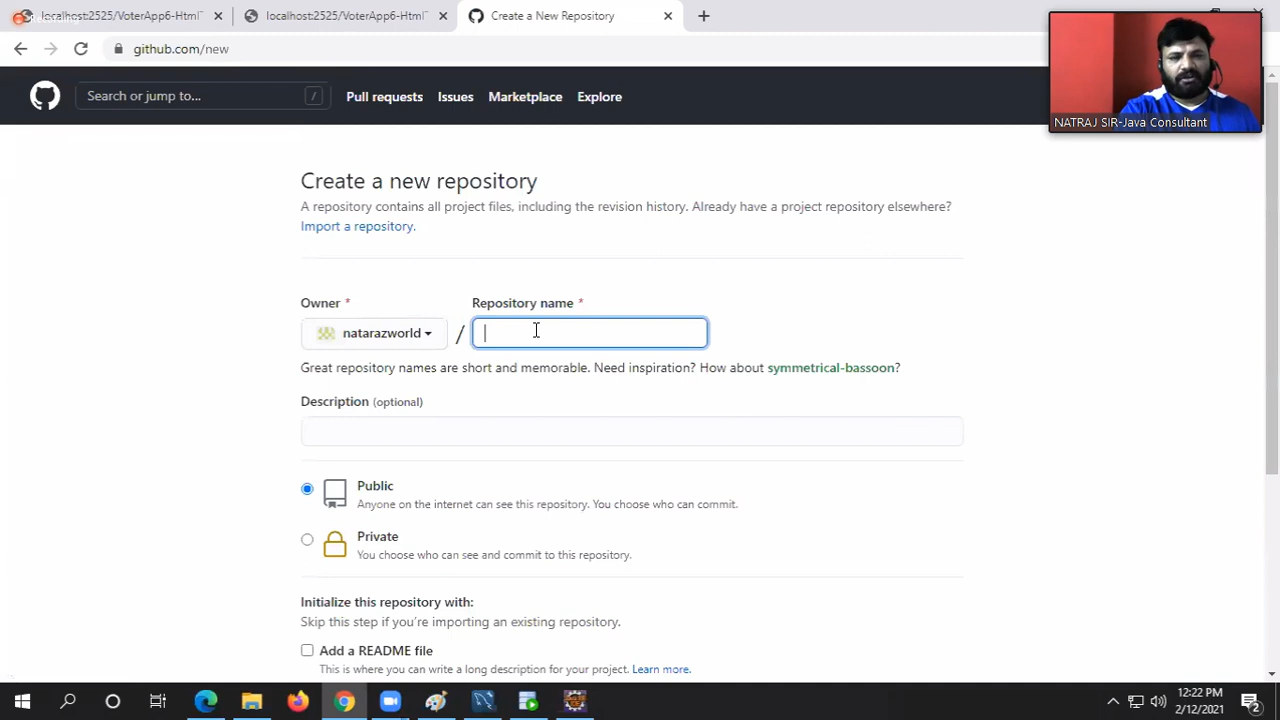 localhost:2525/VoterApp6-Html
localhost:2525/VoterApp6-Html
Create a New Repository
github.com/new
Search or jump to...
/
Pull requests
Issues
Marketplace
Explore
NATRAJ SIR-Java Consultant
Create a new repository
A repository contains all project files, including the revision history. Already have a project repository elsewhere?
Import a repository.
Owner *
Repository name *
natarazworld
/
Great repository names are short and memorable. Need inspiration? How about symmetrical-bassoon?
Description (optional)
Public
Anyone on the internet can see this repository. You choose who can commit.
Private
You choose who can see and commit to this repository.
Initialize this repository with:
Skip this step if you're importing an existing repository.
Add a README file
This is where you can write a long description for your project. Learn more.
12:22 PM
2/12/2021
2